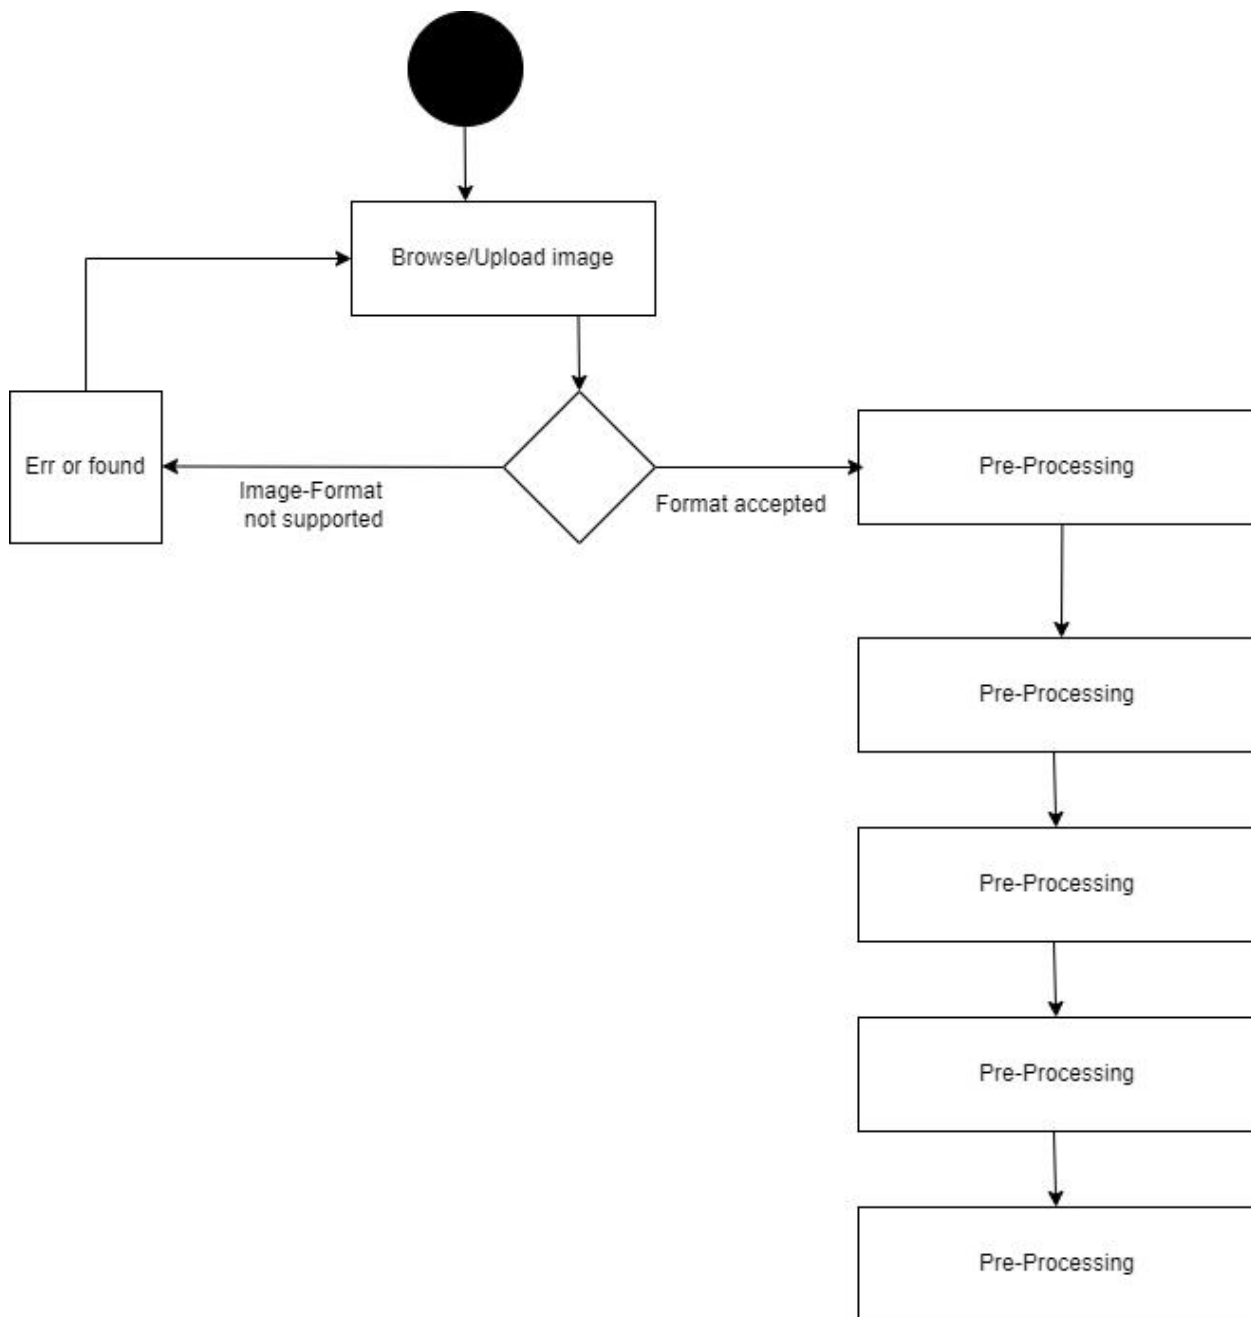 Browse/Upload image
Err or found
Image-Format
not supported
Format accepted
Pre-Processing
Pre-Processing
Pre-Processing
Pre-Processing
Pre-Processing